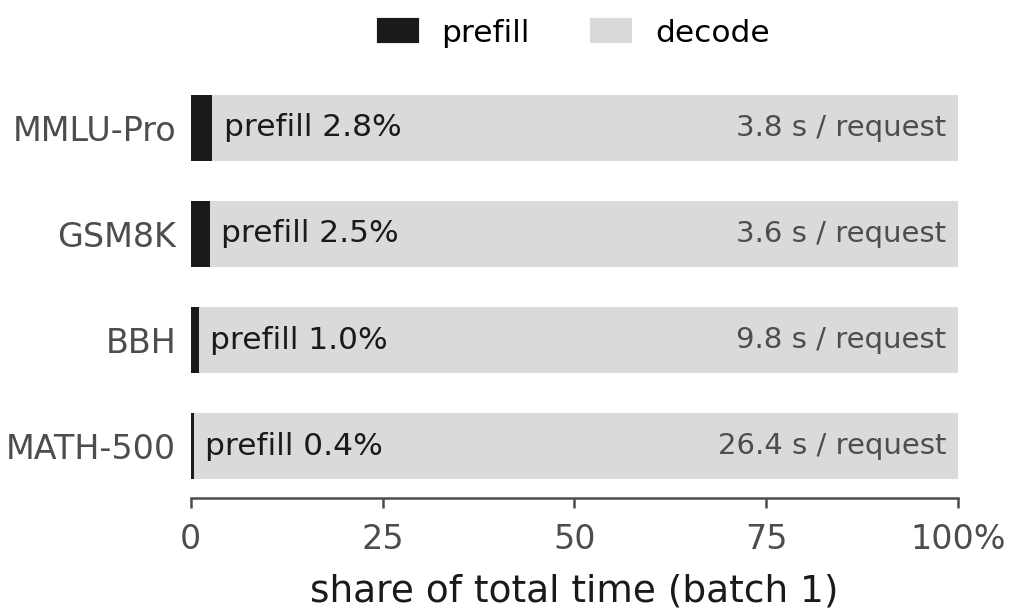 prefill decode
MMLU-Pro prefill 2.8% 3.8 s / request
GSM8K prefill 2.5% 3.6 s / request
BBH prefill 1.0% 9.8 s / request
MATH-500 prefill 0.4% 26.4 s / request
0 25 50 75 100%
share of total time (batch 1)